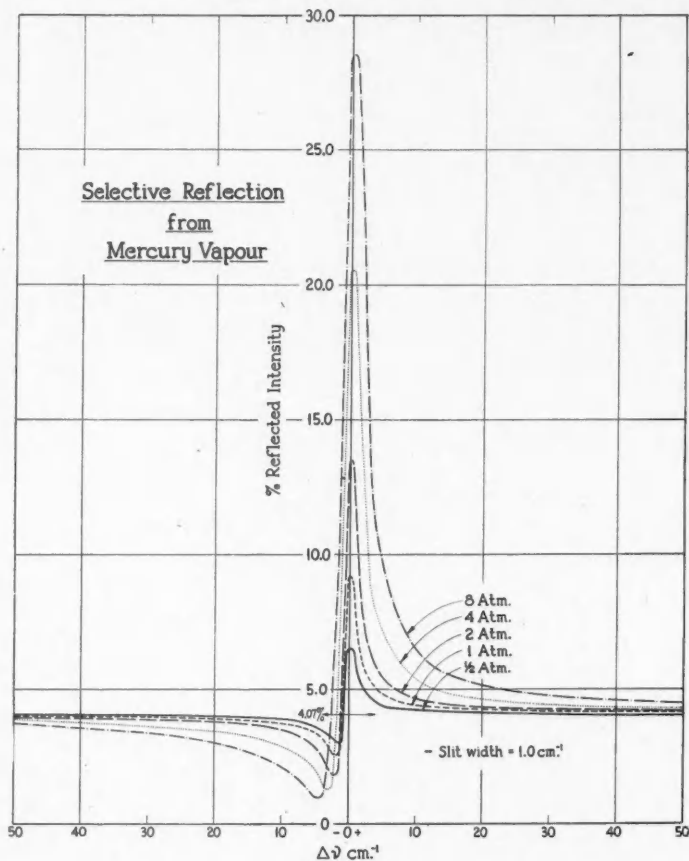 30.0
25.0
Selective Reflection
from
Mercury Vapour
20.0
% Reflected Intensity
15.0
10.0
8 Atm.
4 Atm.
2 Atm.
1 Atm.
½ Atm.
5.0
4.07%
- Slit width = 1.0 cm.⁻¹
0
50 40 30 20 10 - 0 + 10 20 30 40 50
Δν cm.⁻¹